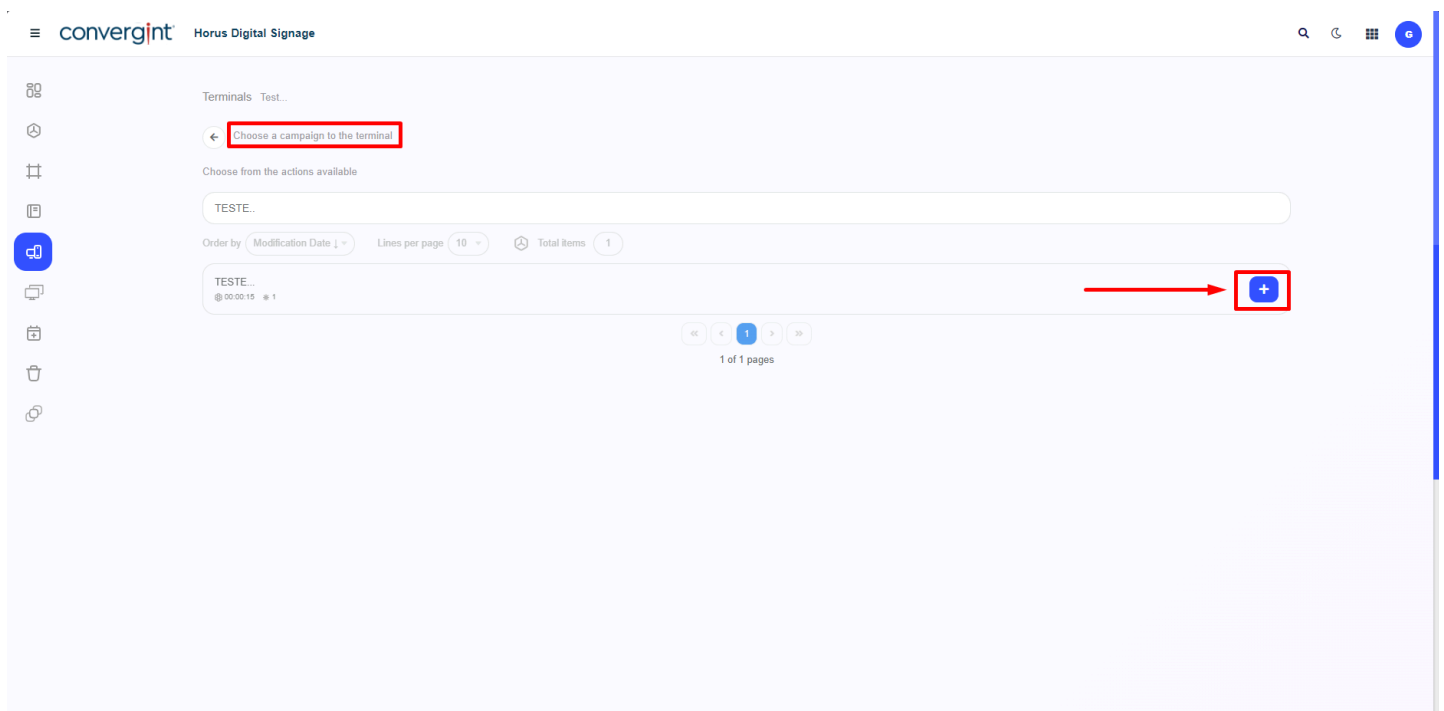 convergint Horus Digital Signage G
Terminals Test...
Choose a campaign to the terminal
Choose from the actions available
TESTE..
Order by Modification Date ↓ Lines per page 10 Total items 1
TESTE...
00:00:15 1
« < 1 > »
1 of 1 pages